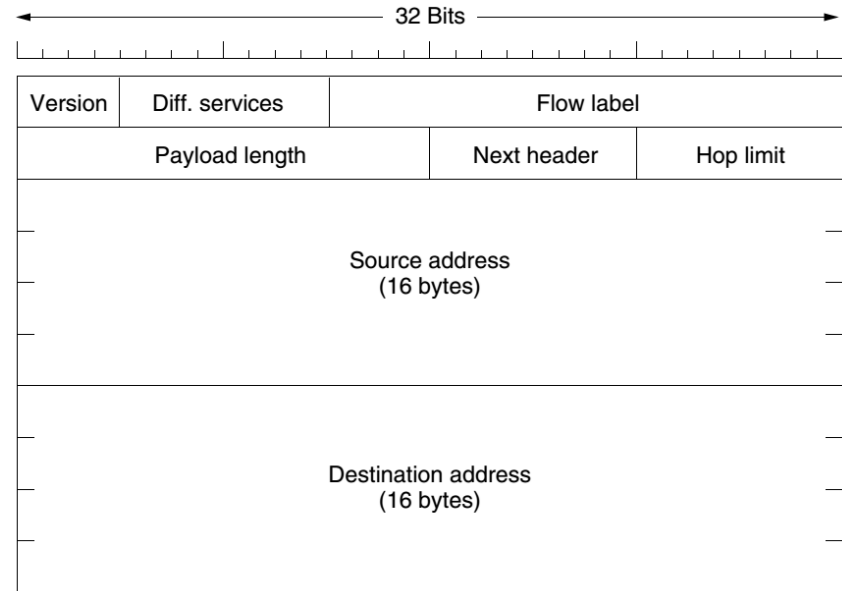 32 Bits
Version Diff. services Flow label
Payload length Next header Hop limit
Source address
(16 bytes)
Destination address
(16 bytes)